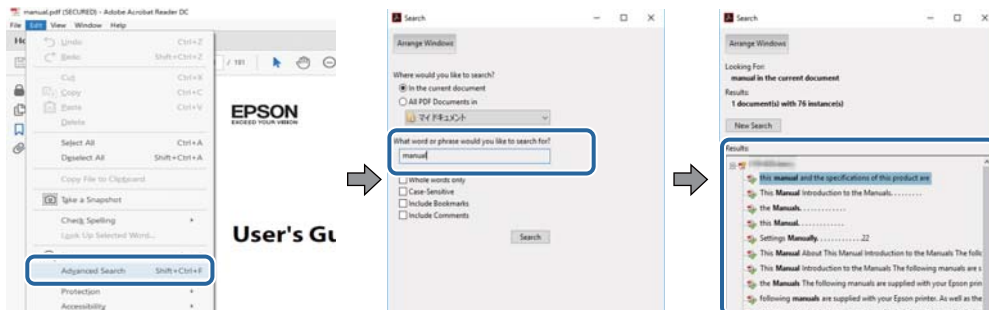 manual.pdf (SECURED) - Adobe Acrobat Reader DC
File Edit View Window Help
Undo Ctrl+Z
Redo Shift+Ctrl+Z
Cut Ctrl+X
Copy Ctrl+C
Paste Ctrl+V
Delete
Select All Ctrl+A
Deselect All Shift+Ctrl+A
Copy File to Clipboard
Take a Snapshot
Check Spelling
Look Up Selected Word...
Advanced Search Shift+Ctrl+F
Protection
Accessibility
/ 181
EPSON
EXCEED YOUR VISION
User's Gu
Search
Arrange Windows
Where would you like to search?
In the current document
All PDF Documents in
マイ ドキュメント
What word or phrase would you like to search for?
manual
Whole words only
Case-Sensitive
Include Bookmarks
Include Comments
Search
Search
Arrange Windows
Looking For:
manual in the current document
Results:
1 document(s) with 76 instance(s)
New Search
Results:
this manual and the specifications of this product are
This Manual Introduction to the Manuals. . . . . . . . .
the Manuals. . . . . . . . . . . .
this Manual. . . . . . . . . . . .
Settings Manually. . . . . . . . . . . .22
This Manual About This Manual Introduction to the Manuals The follo
This Manual Introduction to the Manuals The following manuals are s
the Manuals The following manuals are supplied with your Epson prin
following manuals are supplied with your Epson printer. As well as the